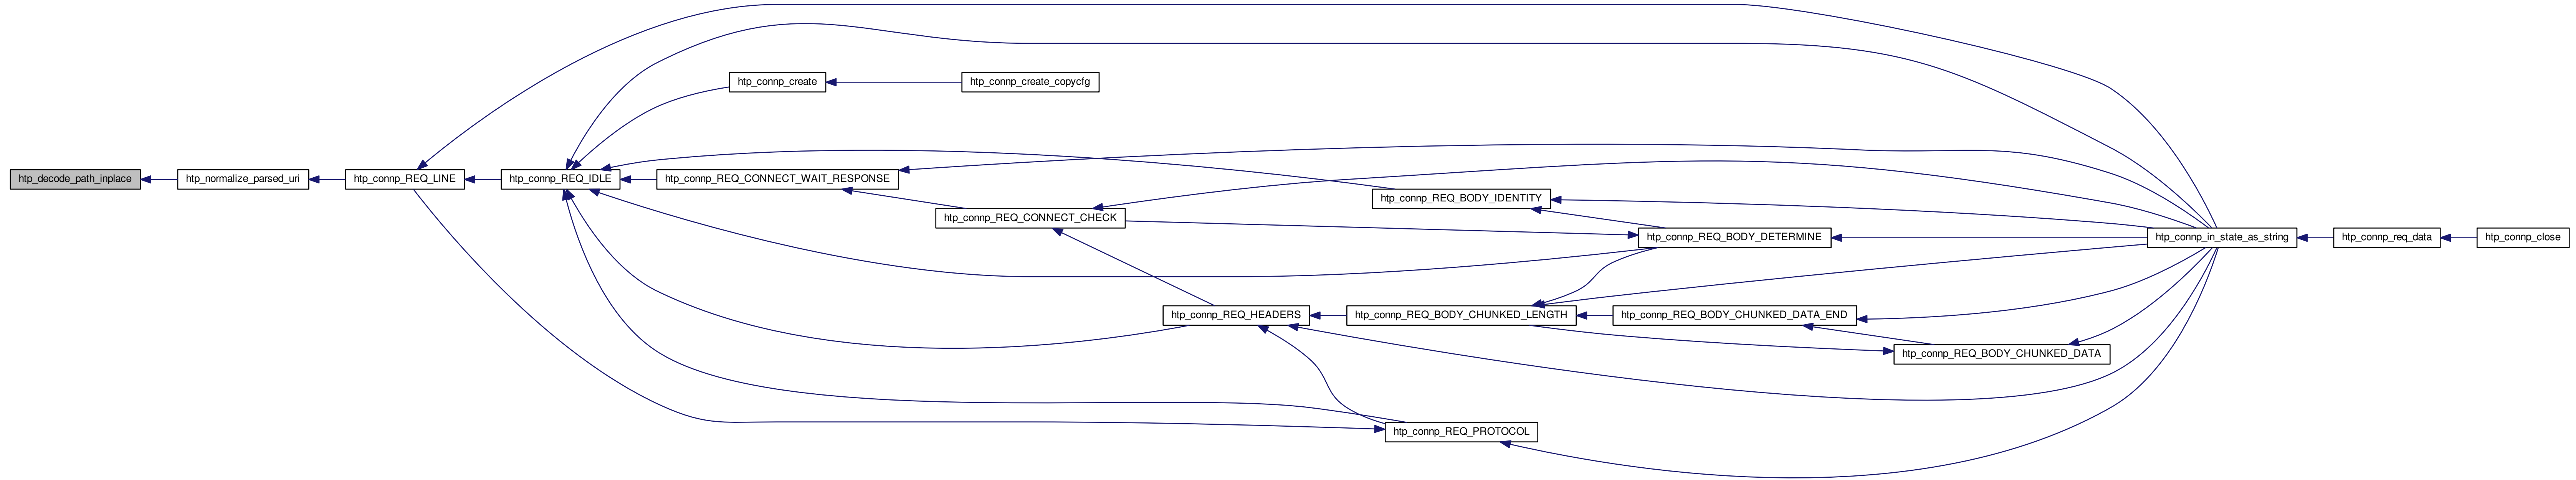 htp_connp_create
htp_connp_create_copycfg
htp_decode_path_inplace
htp_normalize_parsed_uri
htp_connp_REQ_LINE
htp_connp_REQ_IDLE
htp_connp_REQ_CONNECT_WAIT_RESPONSE
htp_connp_REQ_BODY_IDENTITY
htp_connp_REQ_CONNECT_CHECK
htp_connp_REQ_BODY_DETERMINE
htp_connp_in_state_as_string
htp_connp_req_data
htp_connp_close
htp_connp_REQ_HEADERS
htp_connp_REQ_BODY_CHUNKED_LENGTH
htp_connp_REQ_BODY_CHUNKED_DATA_END
htp_connp_REQ_BODY_CHUNKED_DATA
htp_connp_REQ_PROTOCOL